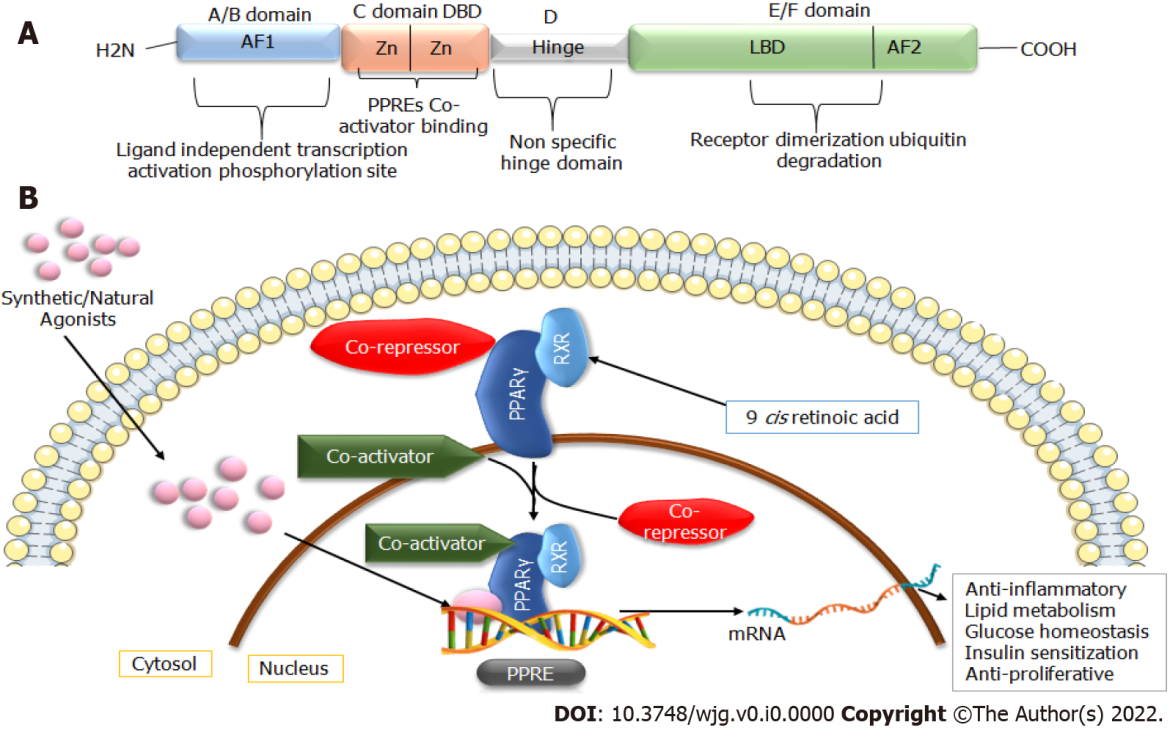 A
A/B domain
C domain DBD
D
E/F domain
H2N
AF1
Zn
Zn
Hinge
LBD
AF2
COOH
PPREs Co-
activator binding
Ligand independent transcription
activation phosphorylation site
Non specific
hinge domain
Receptor dimerization ubiquitin
degradation
B
Synthetic/Natural
Agonists
Co-repressor
PPARγ
RXR
9 cis retinoic acid
Co-activator
Co-
repressor
Co-activator
PPARγ
RXR
mRNA
Anti-inflammatory
Lipid metabolism
Glucose homeostasis
Insulin sensitization
Anti-proliferative
Cytosol
Nucleus
PPRE
DOI: 10.3748/wjg.v0.i0.0000 Copyright ©The Author(s) 2022.